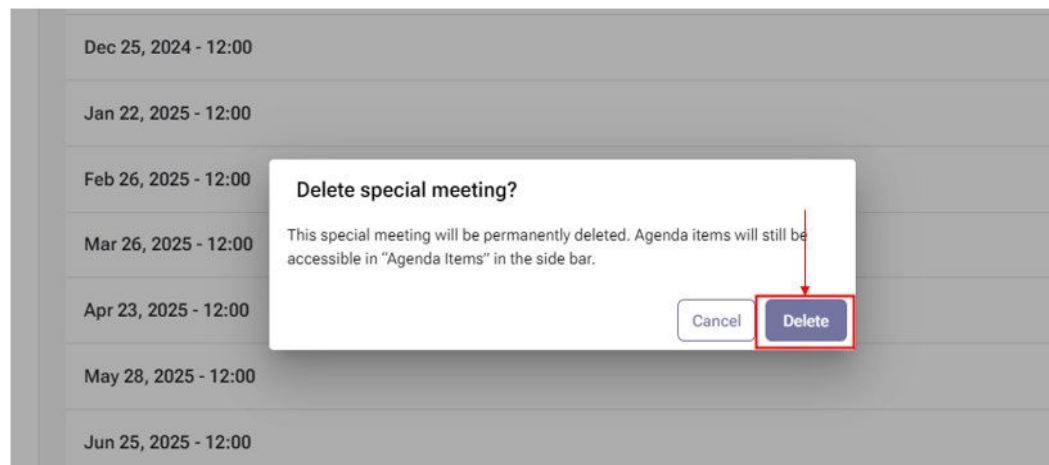 Dec 25, 2024 - 12:00
Jan 22, 2025 - 12:00
Feb 26, 2025 - 12:00
Delete special meeting?
This special meeting will be permanently deleted. Agenda items will still be
accessible in “Agenda Items” in the side bar.
Mar 26, 2025 - 12:00
Apr 23, 2025 - 12:00
Cancel Delete
May 28, 2025 - 12:00
Jun 25, 2025 - 12:00